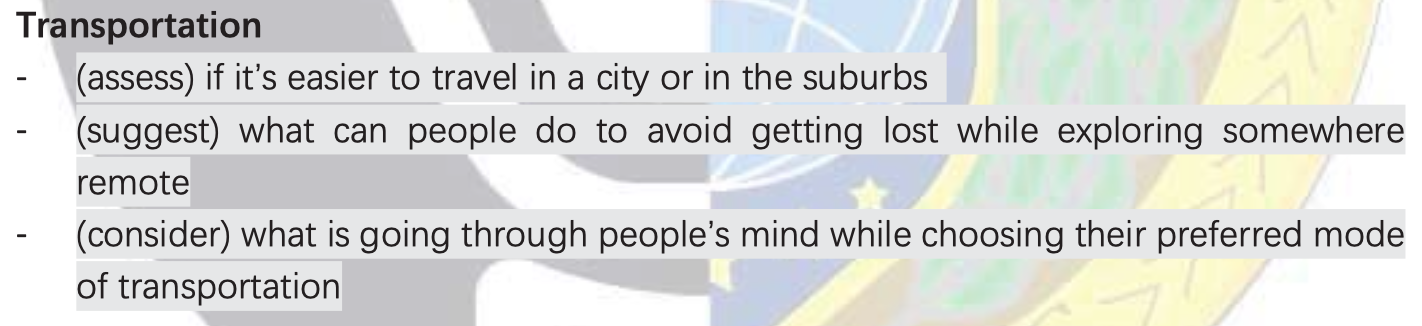 Transportation
- (assess) if it’s easier to travel in a city or in the suburbs
- (suggest) what can people do to avoid getting lost while exploring somewhere
remote
- (consider) what is going through people’s mind while choosing their preferred mode
of transportation